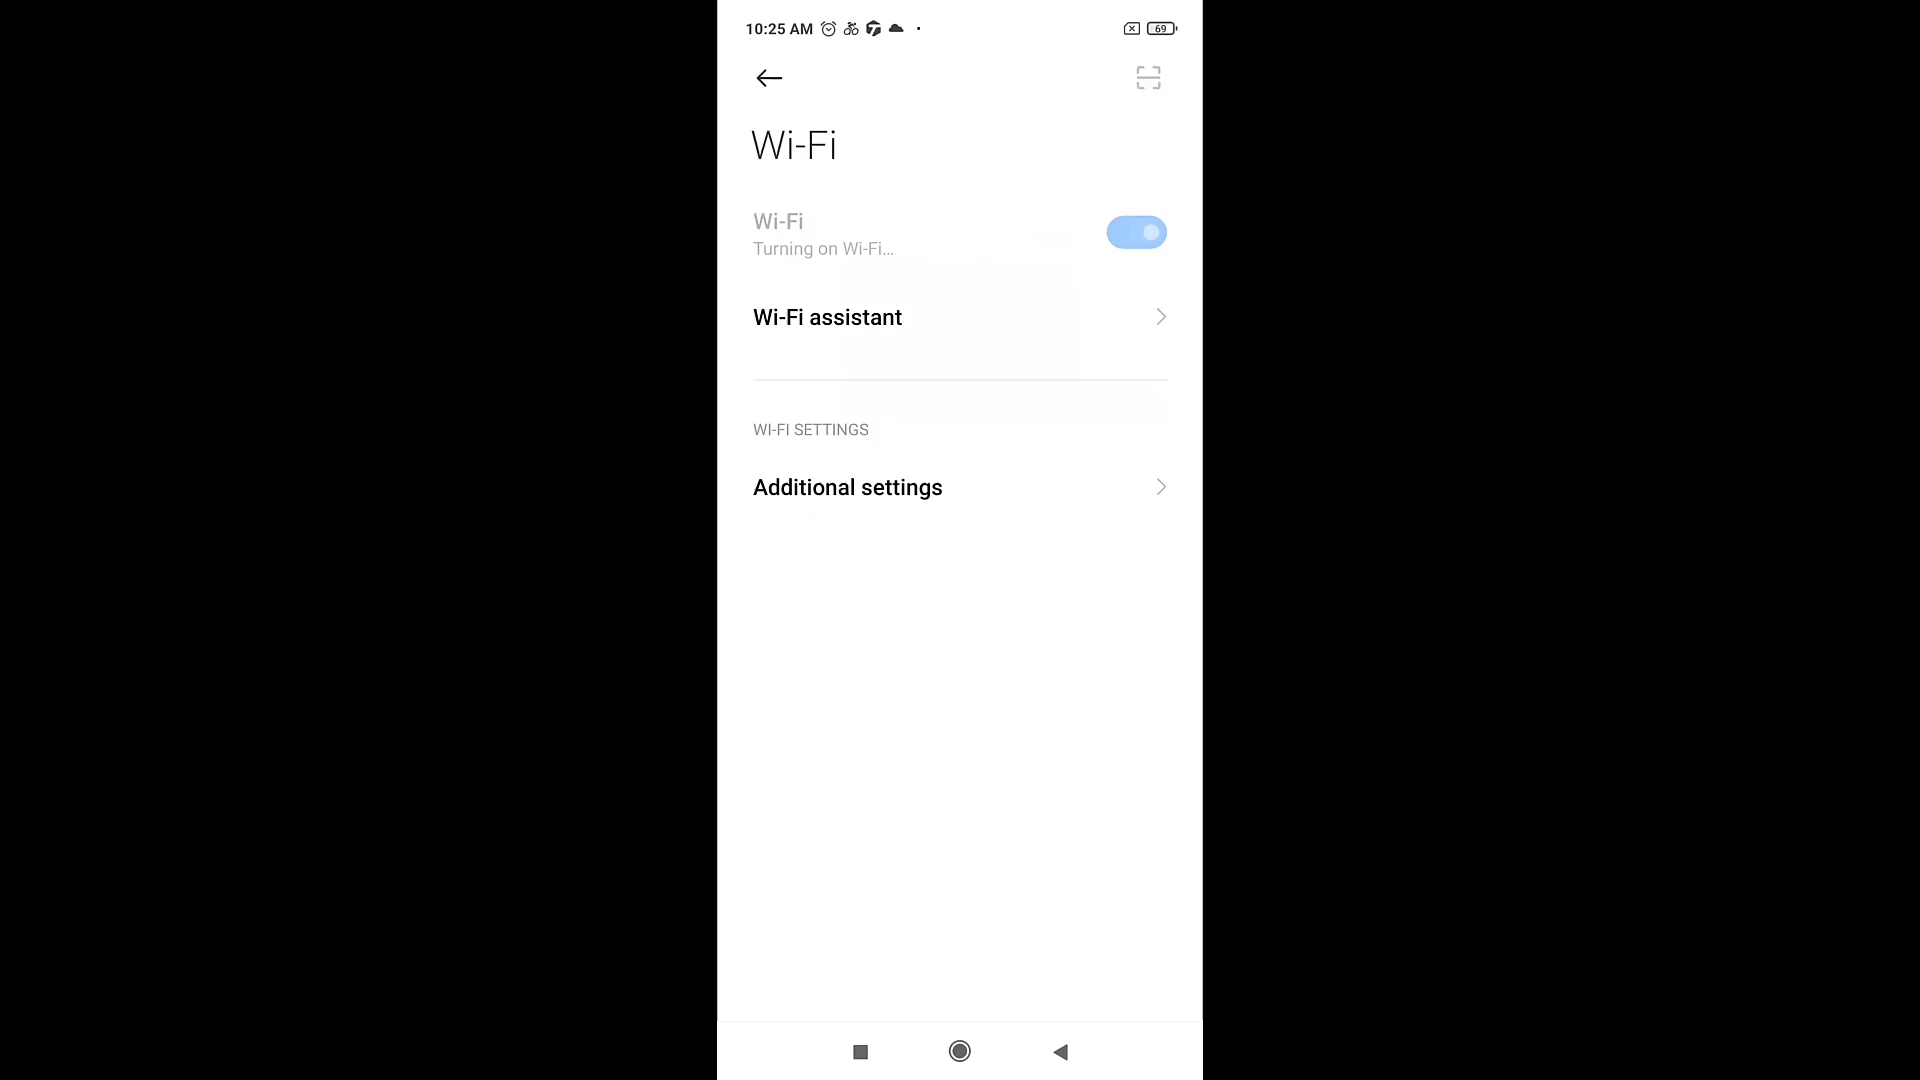 10:25 AM
69
Wi-Fi
Wi-Fi
Turning on Wi-Fi...
Wi-Fi assistant
WI-FI SETTINGS
Additional settings